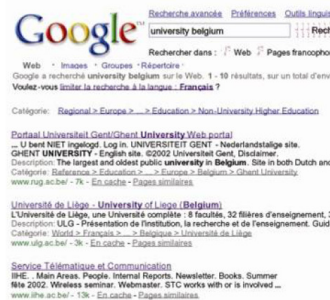 Google
Recherche avancée Préférences Outils lingui
university belgium
Rech
Rechercher dans : Web Pages francopho
Web · Images · Groupes · Répertoire ·
Google a recherché university belgium sur le Web. 1 - 10 résultats, sur un total d'env
Voulez-vous limiter la recherche à la langue : Français ?
Catégorie: Regional > Europe > ... > Education > Non-University Higher Education
Portaal Universiteit Gent/Ghent University Web portal
... U bent NIET ingelogd. Log in. UNIVERSITEIT GENT - Nederlandstalige site.
GHENT UNIVERSITY - English site. ©2002 Universiteit Gent, Disclaimer.
Description: The largest and oldest public university in Belgium. Site in both Dutch and
Catégorie: Reference > Education > ... > Europe > Belgium > Ghent University
www.rug.ac.be/ - 7k - En cache - Pages similaires
Université de Liège - University of Liege (Belgium)
L'Université de Liège, une Université complète : 8 facultés, 32 filières d'enseignement,
Description: ULG - Présentation de l'institution, la recherche et de l'enseignement. Guid
Catégorie: World > Français > ... > Belgique > Université de Liège
www.ulg.ac.be/ - 3k - En cache - Pages similaires
Service Télématique et Communication
IIHE. . Main Areas. People. Internal Reports. Newsletter. Books. Summer
fête 2002. Wireless seminar. Webmaster. STC works with or is involved ...
www.iihe.ac.be/ - 13k - En cache - Pages similaires